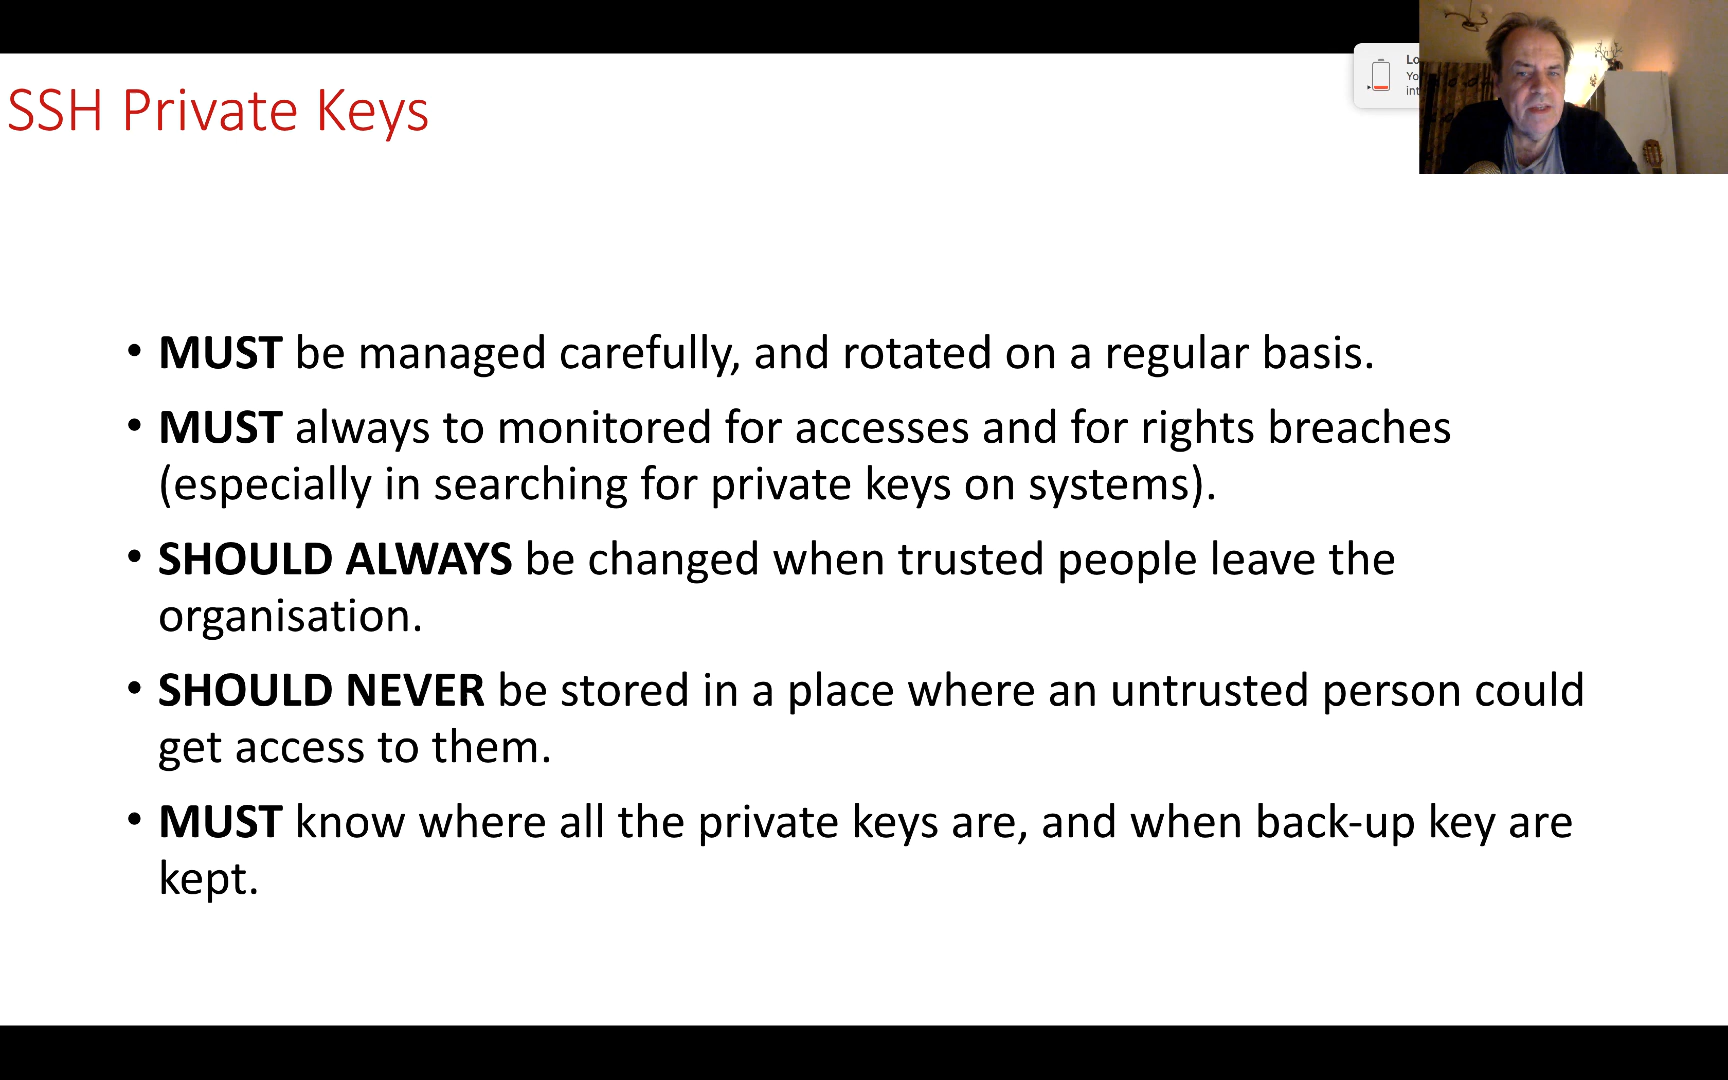 SSH Private Keys
Lo
Yo
int
• MUST be managed carefully, and rotated on a regular basis.
• MUST always to monitored for accesses and for rights breaches
(especially in searching for private keys on systems).
• SHOULD ALWAYS be changed when trusted people leave the
organisation.
• SHOULD NEVER be stored in a place where an untrusted person could
get access to them.
• MUST know where all the private keys are, and when back-up key are
kept.